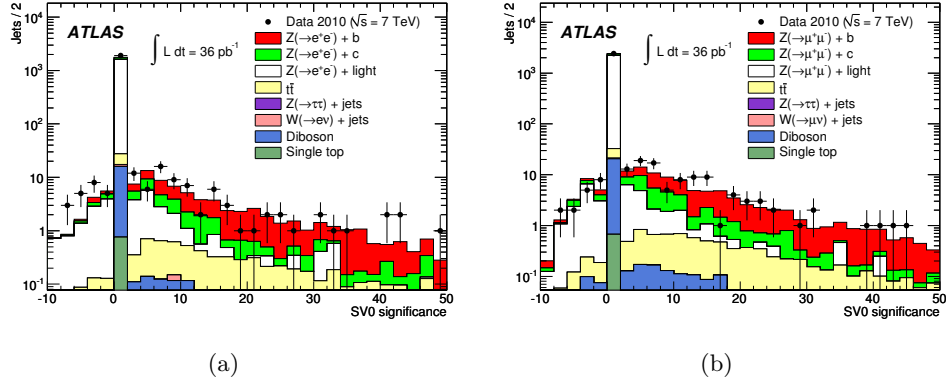 Jets / 2
ATLAS
∫ L dt = 36 pb⁻¹
Data 2010 (√s = 7 TeV)
Z(→e⁺e⁻) + b
Z(→e⁺e⁻) + c
Z(→e⁺e⁻) + light
tt̄
Z(→ττ) + jets
W(→eν) + jets
Diboson
Single top
10³
10²
10
1
10⁻¹
-10 0 10 20 30 40 50
SV0 significance
(a)
Jets / 2
ATLAS
∫ L dt = 36 pb⁻¹
Data 2010 (√s = 7 TeV)
Z(→μ⁺μ⁻) + b
Z(→μ⁺μ⁻) + c
Z(→μ⁺μ⁻) + light
tt̄
Z(→ττ) + jets
W(→μν) + jets
Diboson
Single top
10³
10²
10
1
10⁻¹
-10 0 10 20 30 40 50
SV0 significance
(b)